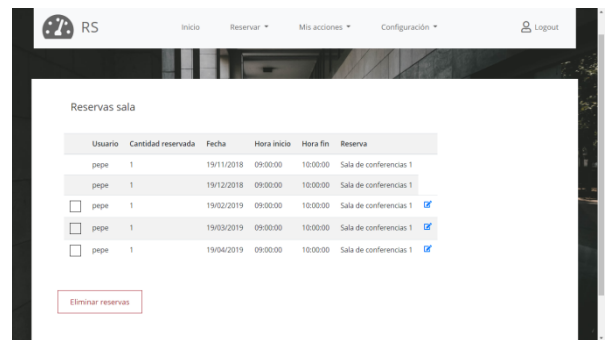 RS Inicio Reservar Mis acciones Configuración Logout
Reservas sala
Usuario Cantidad reservada Fecha Hora inicio Hora fin Reserva
pepe 1 19/11/2018 09:00:00 10:00:00 Sala de conferencias 1
pepe 1 19/12/2018 09:00:00 10:00:00 Sala de conferencias 1
pepe 1 19/02/2019 09:00:00 10:00:00 Sala de conferencias 1
pepe 1 19/03/2019 09:00:00 10:00:00 Sala de conferencias 1
pepe 1 19/04/2019 09:00:00 10:00:00 Sala de conferencias 1
Eliminar reservas